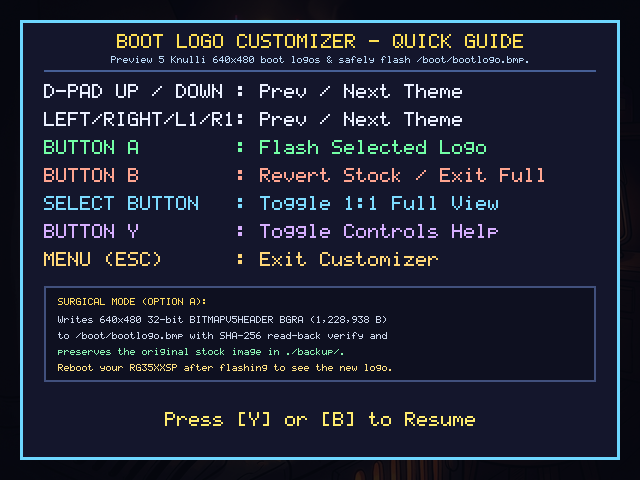 BOOT LOGO CUSTOMIZER - QUICK GUIDE
Preview 5 Knulli 640x480 boot logos & safely flash /boot/bootlogo.bmp.
D-PAD UP / DOWN : Prev / Next Theme
LEFT/RIGHT/L1/R1: Prev / Next Theme
BUTTON A : Flash Selected Logo
BUTTON B : Revert Stock / Exit Full
SELECT BUTTON : Toggle 1:1 Full View
BUTTON Y : Toggle Controls Help
MENU (ESC) : Exit Customizer
SURGICAL MODE (OPTION A):
Writes 640x480 32-bit BITMAPV5HEADER BGRA (1,228,938 B)
to /boot/bootlogo.bmp with SHA-256 read-back verify and
preserves the original stock image in ./backup/.
Reboot your RG35XXSP after flashing to see the new logo.
Press [Y] or [B] to Resume